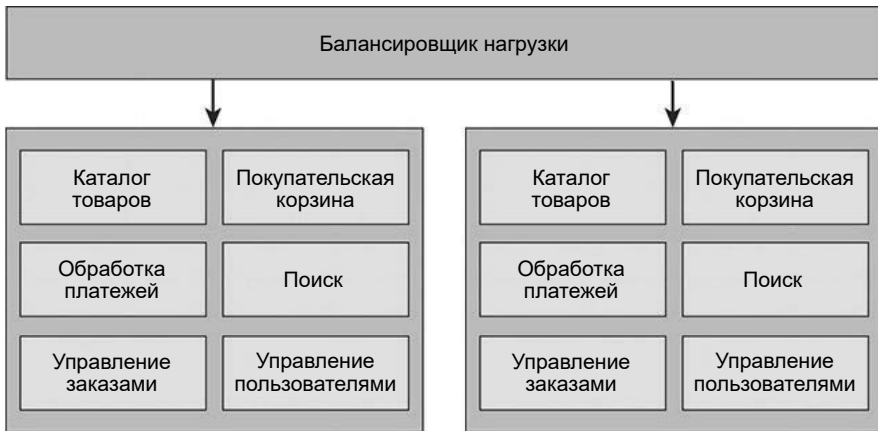 Балансировщик нагрузки
Каталог
товаров
Покупательская
корзина
Обработка
платежей
Поиск
Управление
заказами
Управление
пользователями
Каталог
товаров
Покупательская
корзина
Обработка
платежей
Поиск
Управление
заказами
Управление
пользователями